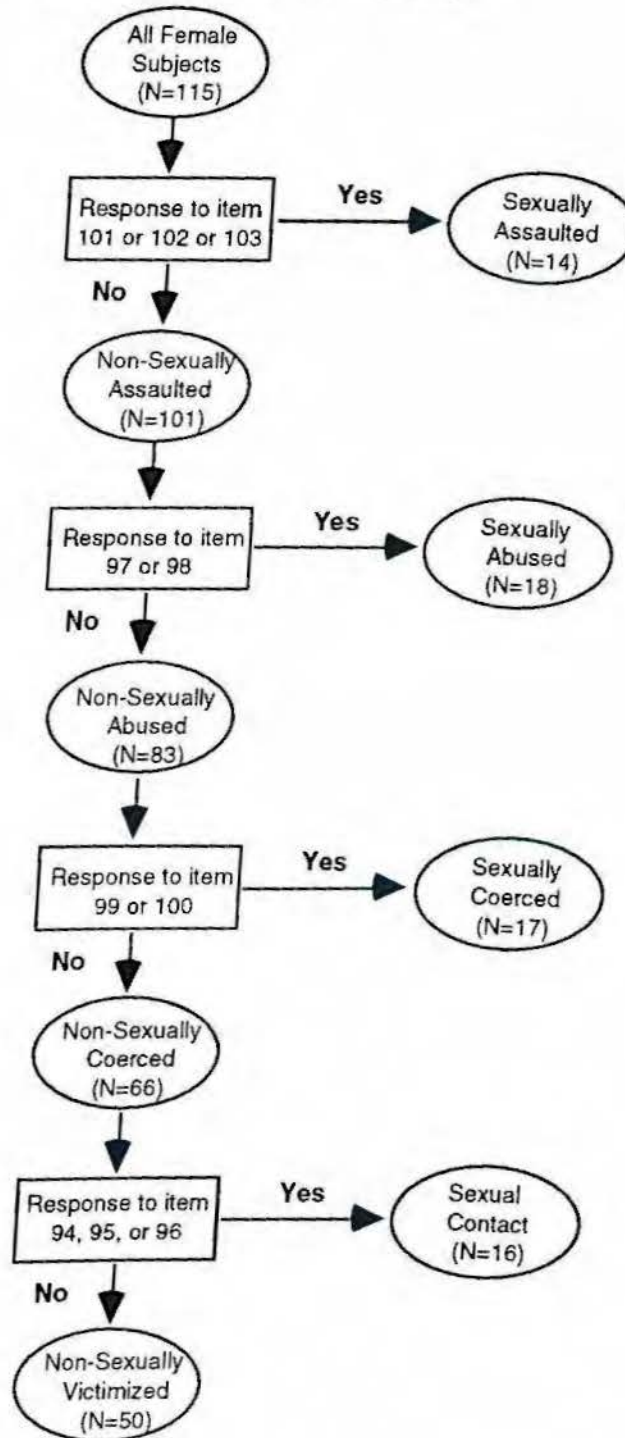 All Female
Subjects
(N=115)
Response to item
101 or 102 or 103
Yes
Sexually
Assaulted
(N=14)
No
Non-Sexually
Assaulted
(N=101)
Response to item
97 or 98
Yes
Sexually
Abused
(N=18)
No
Non-Sexually
Abused
(N=83)
Response to item
99 or 100
Yes
Sexually
Coerced
(N=17)
No
Non-Sexually
Coerced
(N=66)
Response to item
94, 95, or 96
Yes
Sexual
Contact
(N=16)
No
Non-Sexually
Victimized
(N=50)